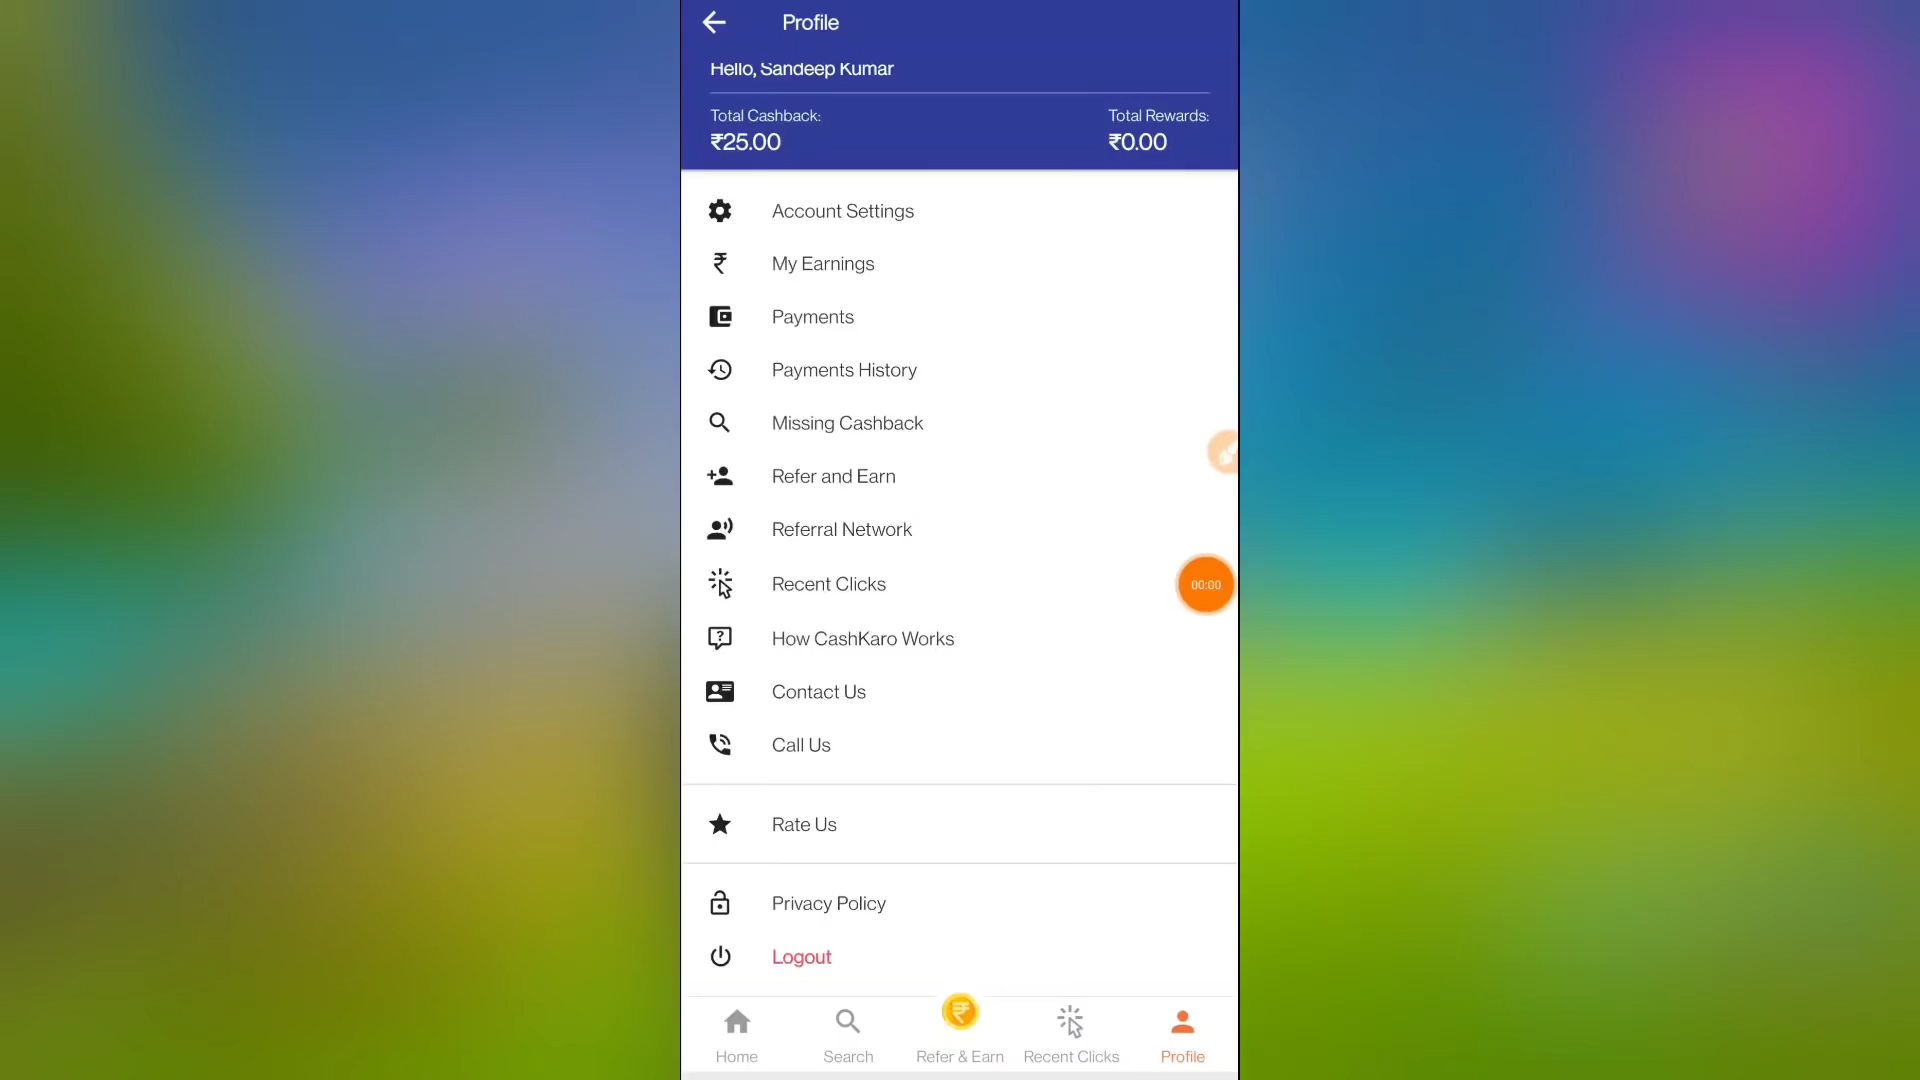 Profile
Hello, Sandeep Kumar
Total Cashback: Total Rewards:
₹25.00 ₹0.00
Account Settings
My Earnings
Payments
Payments History
Missing Cashback
Refer and Earn
Referral Network
Recent Clicks
00:00
How CashKaro Works
Contact Us
Call Us
Rate Us
Privacy Policy
Logout
Home Search Refer & Earn Recent Clicks Profile